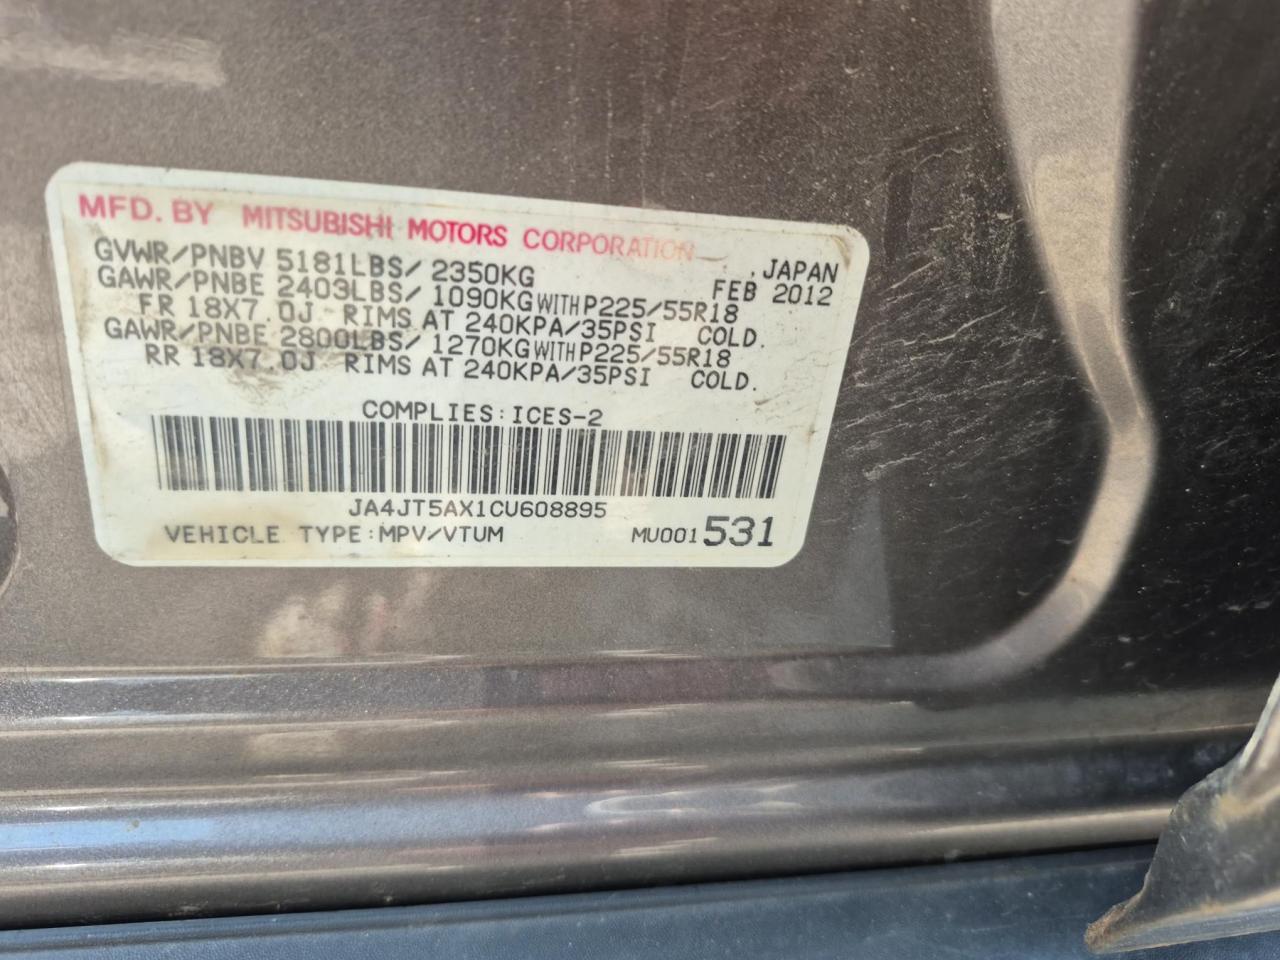 MFD. BY MITSUBISHI MOTORS CORPORATION
, JAPAN
GVWR/PNBV 5181LBS/ 2350KG FEB 2012
GAWR/PNBE 2403LBS/ 1090KG WITH P225/55R18
FR 18X7.0J RIMS AT 240KPA/35PSI COLD.
GAWR/PNBE 2800LBS/ 1270KG WITH P225/55R18
RR 18X7.0J RIMS AT 240KPA/35PSI COLD.
COMPLIES:ICES-2
JA4JT5AX1CU608895
VEHICLE TYPE:MPV/VTUM MU001531